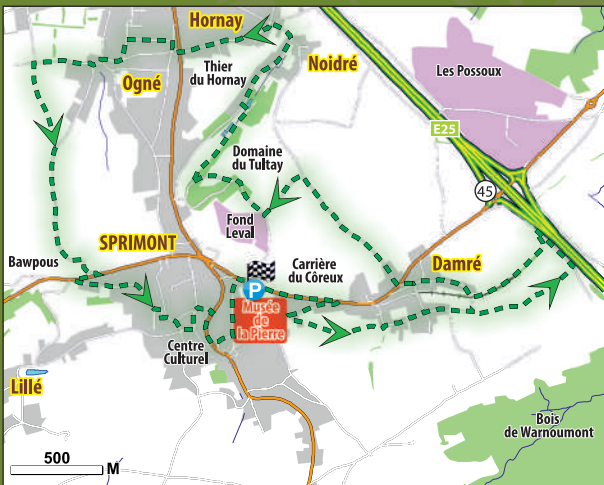 Hornay
Ogné
Thier
du Hornay
Noidré
Les Possoux
E25
Domaine
du Tultay
45
Fond
Leval
SPRIMONT
Bawpous
Carrière
du Côreux
Damré
P
Musée
de
la Pierre
Centre
Culturel
Lillé
Bois
de Warnoumont
500 M